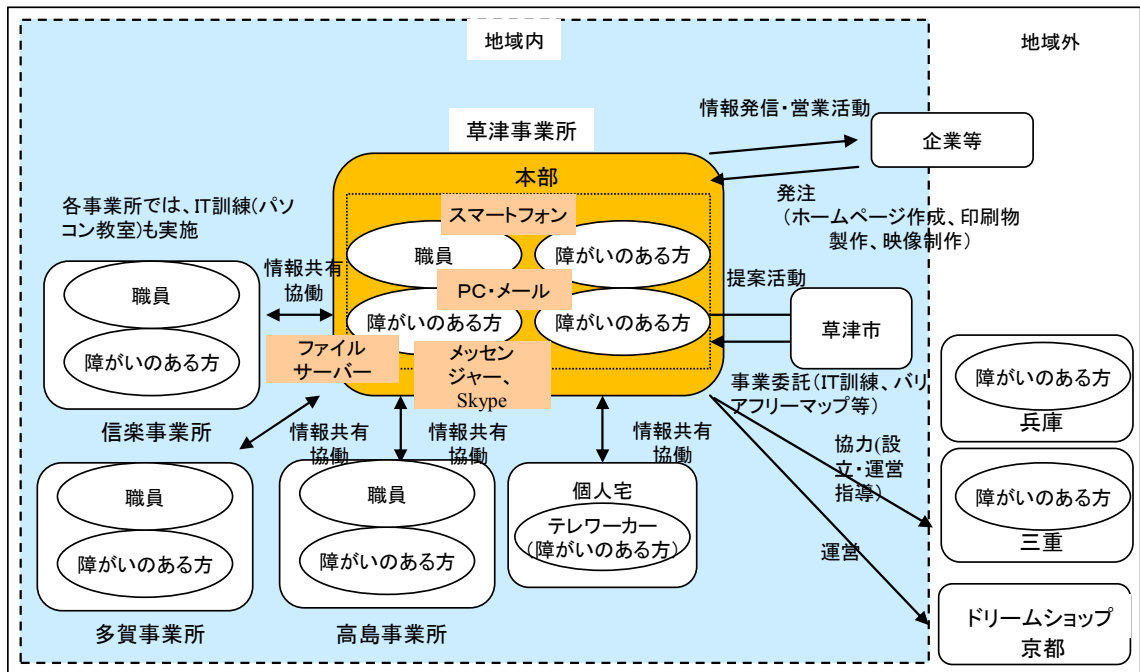 地域内
地域外
草津事業所
情報発信・営業活動
企業等
本部
発注
(ホームページ作成、印刷物
製作、映像制作)
各事業所では、IT訓練(パソ
コン教室)も実施
スマートフォン
職員
障がいのある方
情報共有
協働
PC・メール
提案活動
職員
障がいのある方
障がいのある方
障がいのある方
草津市
ファイル
サーバー
メッセン
ジャー、
Skype
事業委託(IT訓練、バリ
アフリーマップ等)
障がいのある方
兵庫
信楽事業所
情報共有
協働
情報共有
協働
情報共有
協働
協力(設
立・運営
指導)
職員
障がいのある方
職員
障がいのある方
個人宅
テレワーカー
(障がいのある方)
障がいのある方
三重
運営
多賀事業所
高島事業所
ドリームショップ
京都